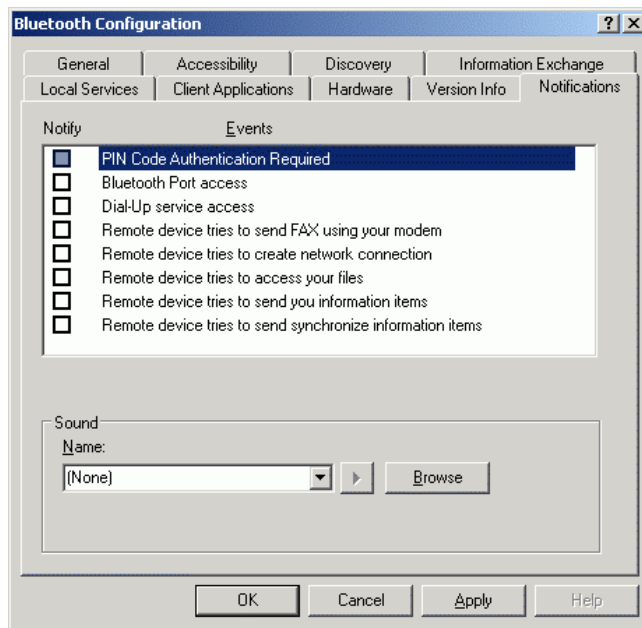 Bluetooth Configuration
General Accessibility Discovery Information Exchange
Local Services Client Applications Hardware Version Info Notifications
Notify Events
PIN Code Authentication Required
Bluetooth Port access
Dial-Up service access
Remote device tries to send FAX using your modem
Remote device tries to create network connection
Remote device tries to access your files
Remote device tries to send you information items
Remote device tries to send synchronize information items
Sound
Name:
(None) Browse
OK Cancel Apply Help